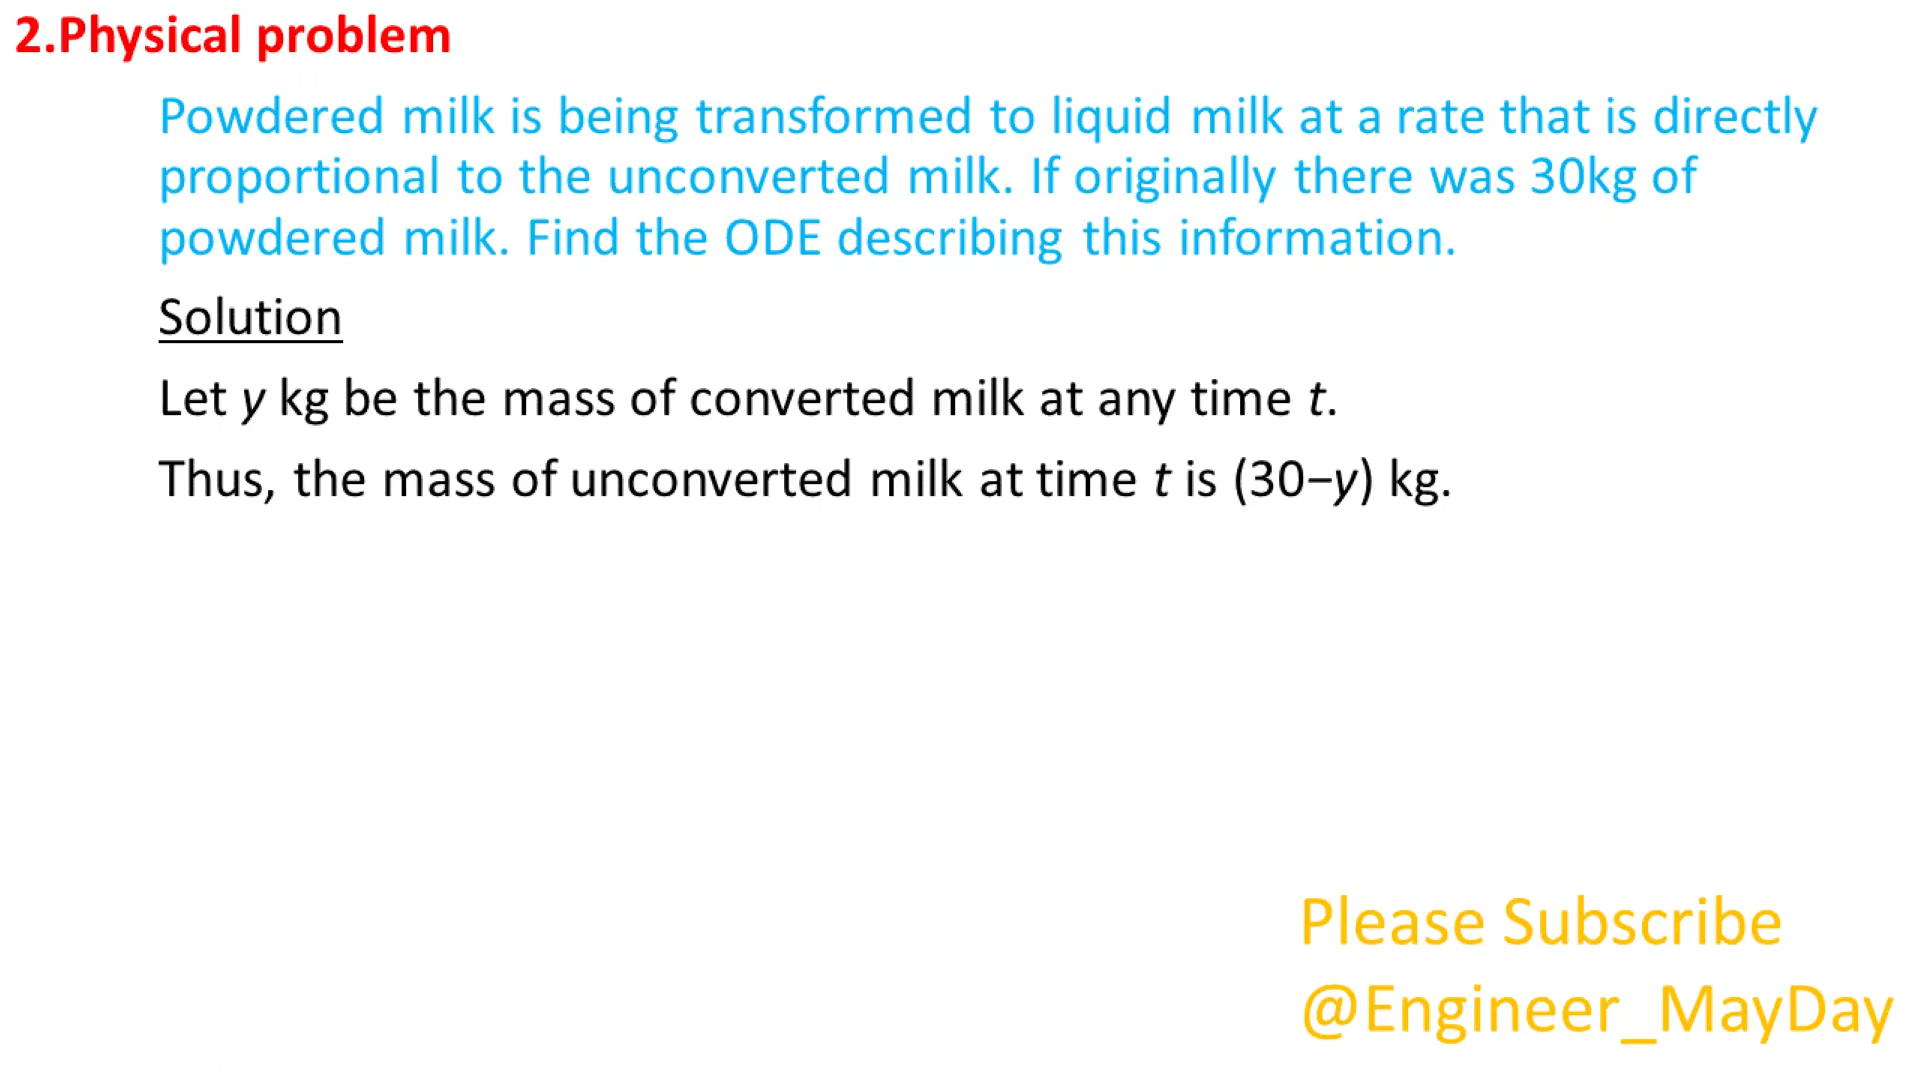 2.Physical problem
Powdered milk is being transformed to liquid milk at a rate that is directly
proportional to the unconverted milk. If originally there was 30kg of
powdered milk. Find the ODE describing this information.
Solution
Let y kg be the mass of converted milk at any time t.
Thus, the mass of unconverted milk at time t is (30−y) kg.
Please Subscribe
@Engineer_MayDay